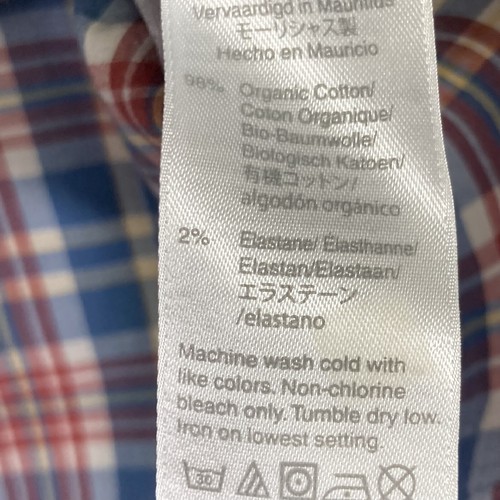 Vervaardigd in Mauritius
モーリシャス製
Hecho en Mauricio
98% Organic Cotton/
Coton Organique/
Bio-Baumwolle/
Biologisch Katoen/
有機コットン/
algodón orgánico
2% Elastane/ Élasthanne/
Elastan/Elastaan/
エラステーン
/elastano
Machine wash cold with
like colors. Non-chlorine
bleach only. Tumble dry low.
Iron on lowest setting.
30